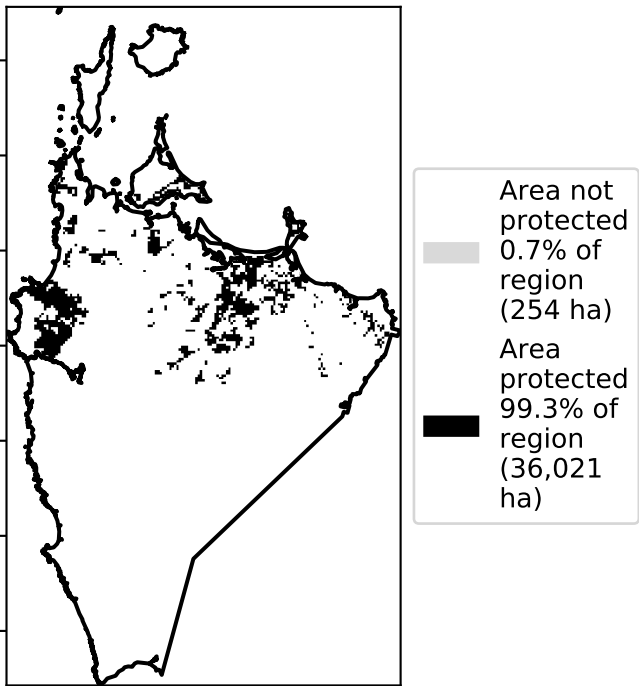 Area not
protected
0.7% of
region
(254 ha)
Area
protected
99.3% of
region
(36,021
ha)